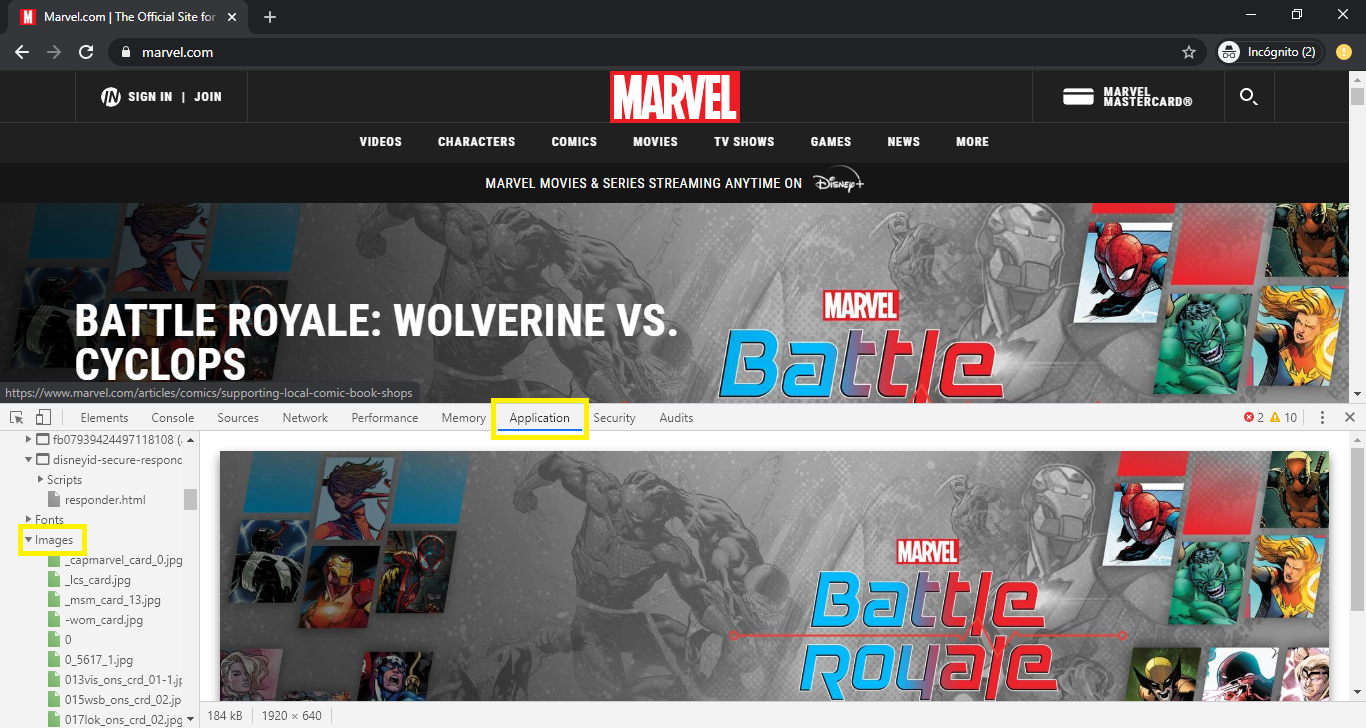 Marvel.com | The Official Site for
marvel.com
Incógnito (2)
SIGN IN | JOIN
MARVEL
MARVEL
MASTERCARD®
VIDEOS CHARACTERS COMICS MOVIES TV SHOWS GAMES NEWS MORE
MARVEL MOVIES & SERIES STREAMING ANYTIME ON Disney+
BATTLE ROYALE: WOLVERINE VS.
CYCLOPS
MARVEL
Battle
https://www.marvel.com/articles/comics/supporting-local-comic-book-shops
Elements Console Sources Network Performance Memory Application Security Audits 2 10
fb07939424497118108 (
disneyid-secure-respond
Scripts
responder.html
Fonts
Images
_capmarvel_card_0.jpg
_lcs_card.jpg
_msm_card_13.jpg
-wom_card.jpg
0
0_5617_1.jpg
013vis_ons_crd_01-1.jp
015wsb_ons_crd_02.jp
017lok_ons_crd_02.jpg
MARVEL
Battle
Royale
184 kB 1920 × 640